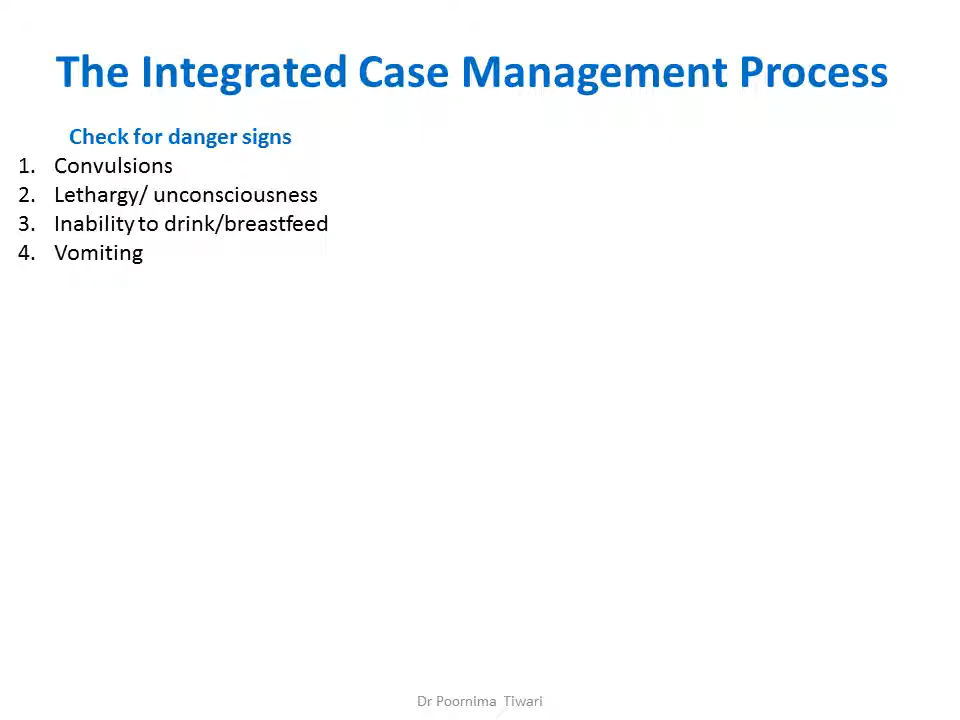 The Integrated Case Management Process
Check for danger signs
1. Convulsions
2. Lethargy/ unconsciousness
3. Inability to drink/breastfeed
4. Vomiting
Dr Poornima Tiwari